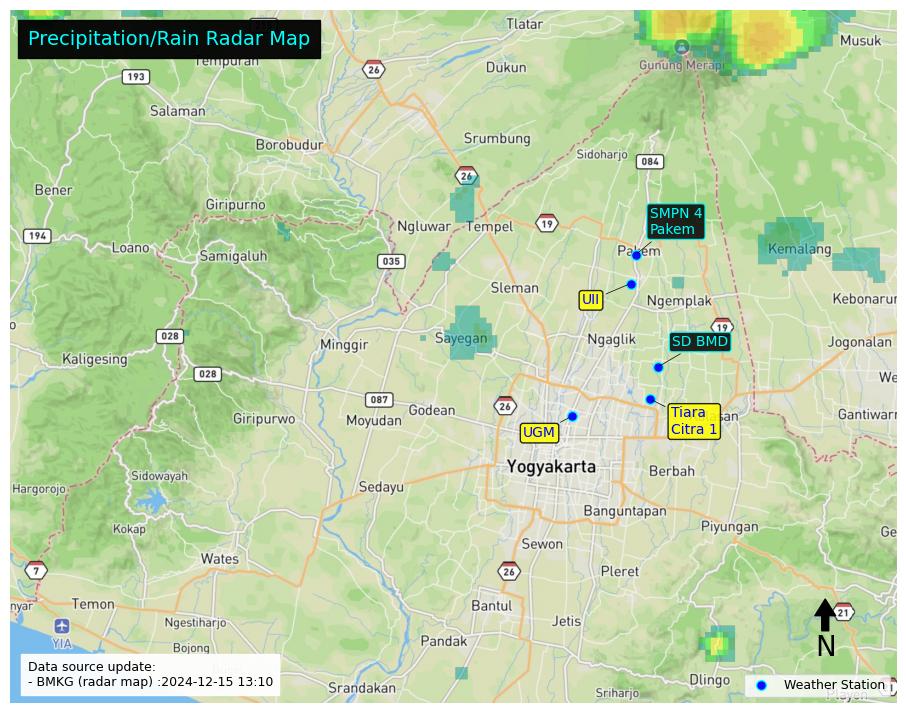 Precipitation/Rain Radar Map
Tlatar
Musuk
Tempuran
26
Dukun
Gunung Merapi
193
Salaman
Srumbung
Borobudur
Sidoharjo
084
26
Bener
Giripurno
SMPN 4
Pakem
Ngluwar
Tempel
19
194
Loano
Samigaluh
035
Pakem
Kemalang
Sleman
UII
Ngemplak
Kebonarur
028
Minggir
Sayegan
Ngaglik
19
SD BMD
Jogonalan
Kaligesing
028
We
087
Godean
26
Giripurwo
Moyudan
UGM
Tiara
Citra 1
san
Gantiwarr
Yogyakarta
Sidowayah
Berbah
Hargorojo
Sedayu
Kokap
Banguntapan
Piyungan
Ge
Wates
Sewon
7
26
Pleret
nyar
Temon
Bantul
21
Ngestiharjo
Jetis
YIA
Bojong
Pandak
N
Data source update:
- BMKG (radar map) :2024-12-15 13:10
Srandakan
Dlingo
Sriharjo
Weather Station
Playen